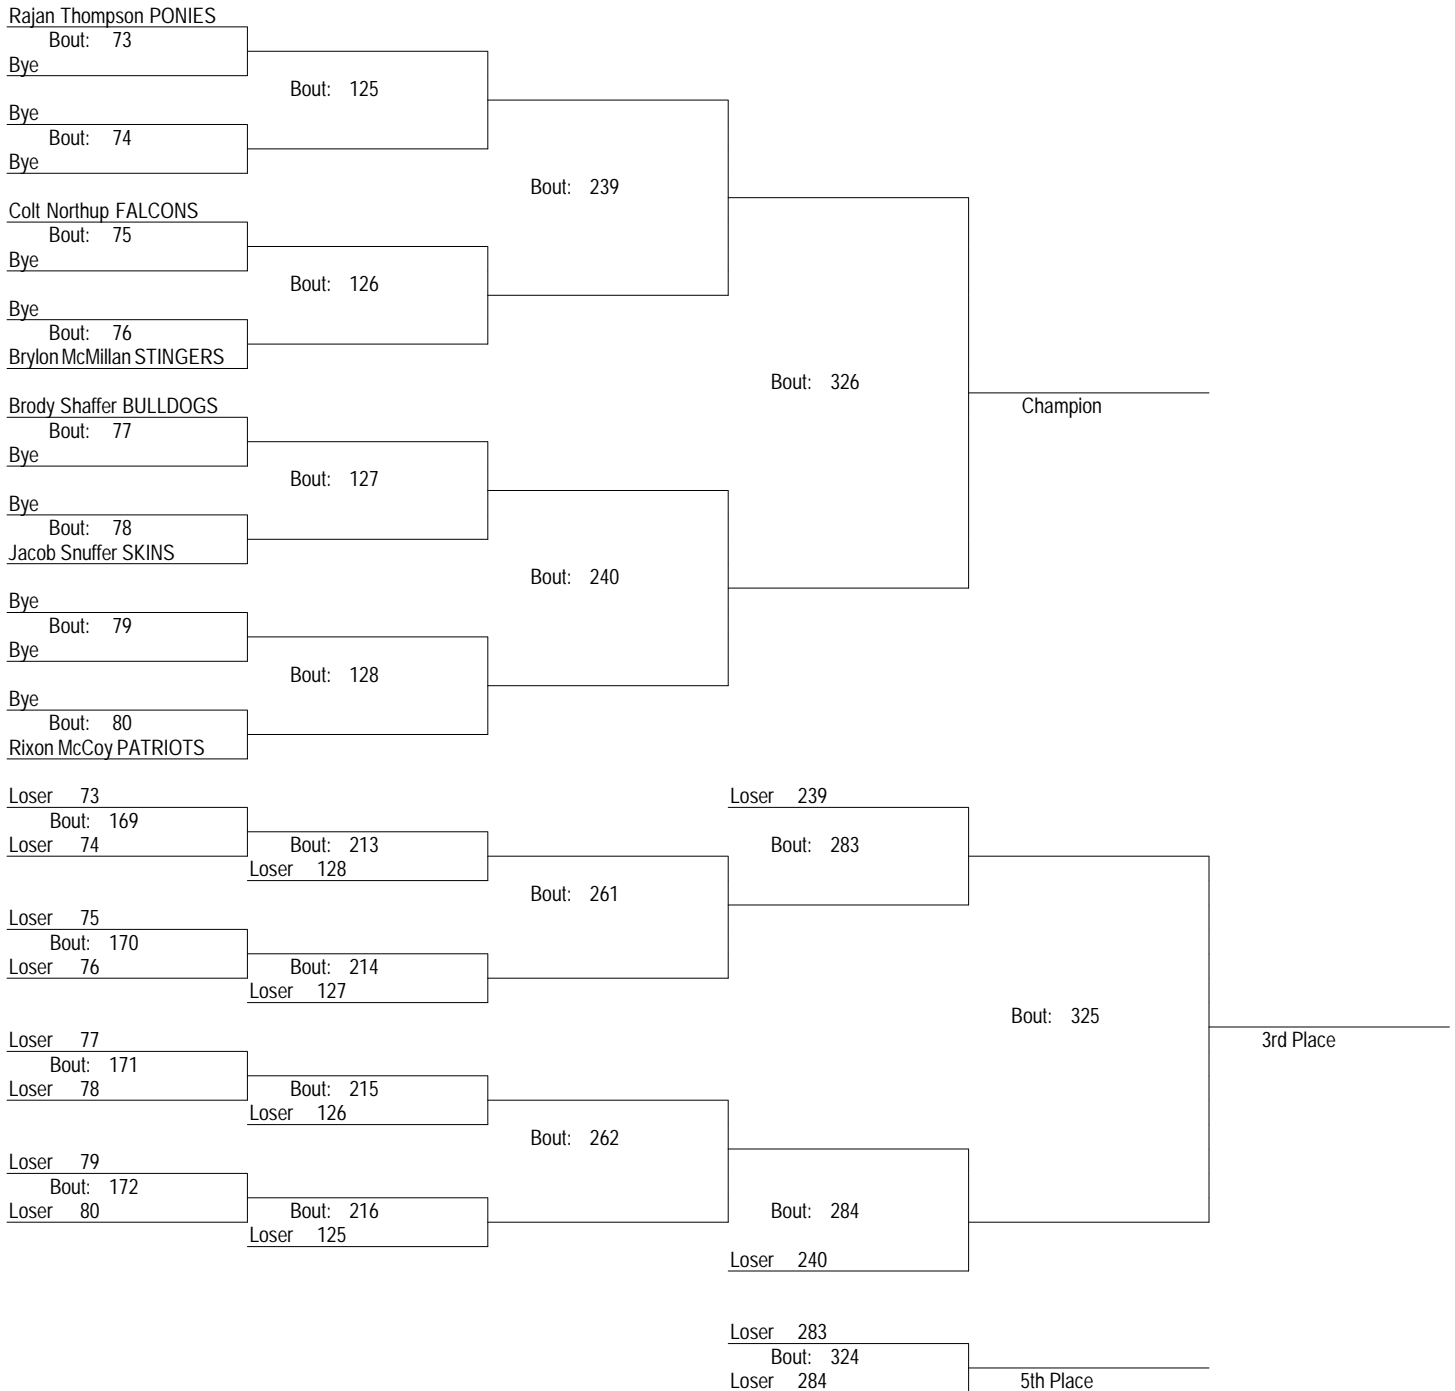 Rajan Thompson PONIES
Bout: 73
Bye
Bout: 125
Bye
Bout: 74
Bye
Bout: 239
Colt Northup FALCONS
Bout: 75
Bye
Bout: 126
Bye
Bout: 76
Brylon McMillan STINGERS
Bout: 326
Champion
Brody Shaffer BULLDOGS
Bout: 77
Bye
Bout: 127
Bye
Bout: 78
Jacob Snuffer SKINS
Bout: 240
Bye
Bout: 79
Bye
Bout: 128
Bye
Bout: 80
Rixon McCoy PATRIOTS
Loser 73
Bout: 169
Loser 74
Bout: 213
Loser 128
Bout: 261
Loser 239
Bout: 283
Loser 75
Bout: 170
Loser 76
Bout: 214
Loser 127
Bout: 325
3rd Place
Loser 77
Bout: 171
Loser 78
Bout: 215
Loser 126
Bout: 262
Loser 79
Bout: 172
Loser 80
Bout: 216
Loser 125
Bout: 284
Loser 240
Loser 283
Bout: 324
Loser 284
5th Place